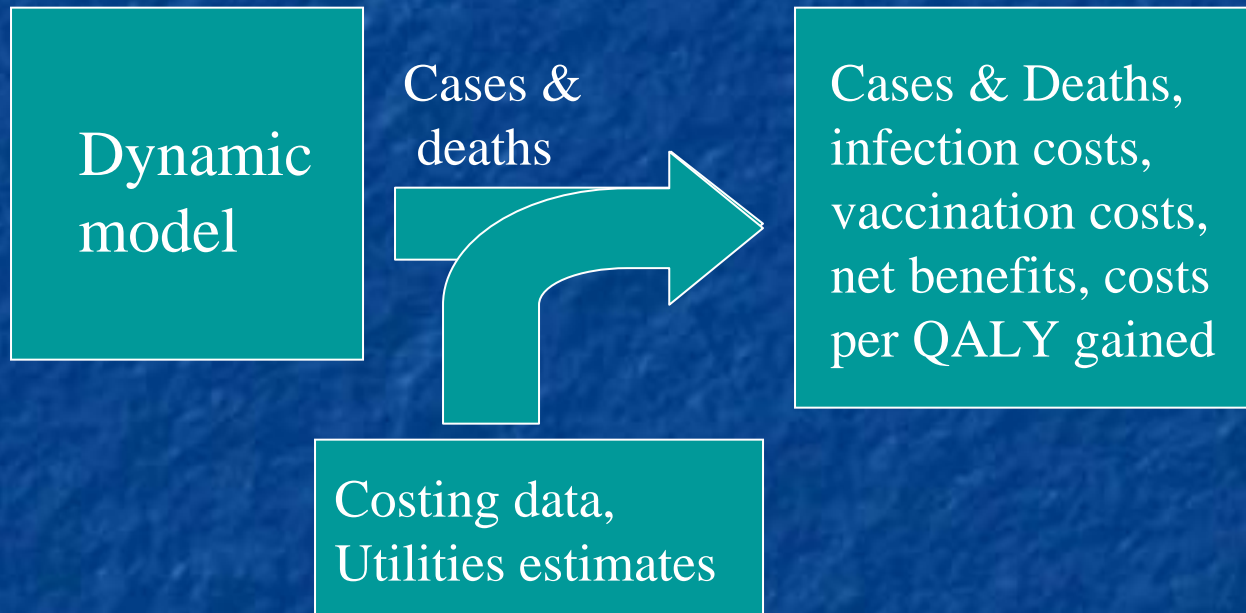 Dynamic
model
Cases &
deaths
Cases & Deaths,
infection costs,
vaccination costs,
net benefits, costs
per QALY gained
Costing data,
Utilities estimates